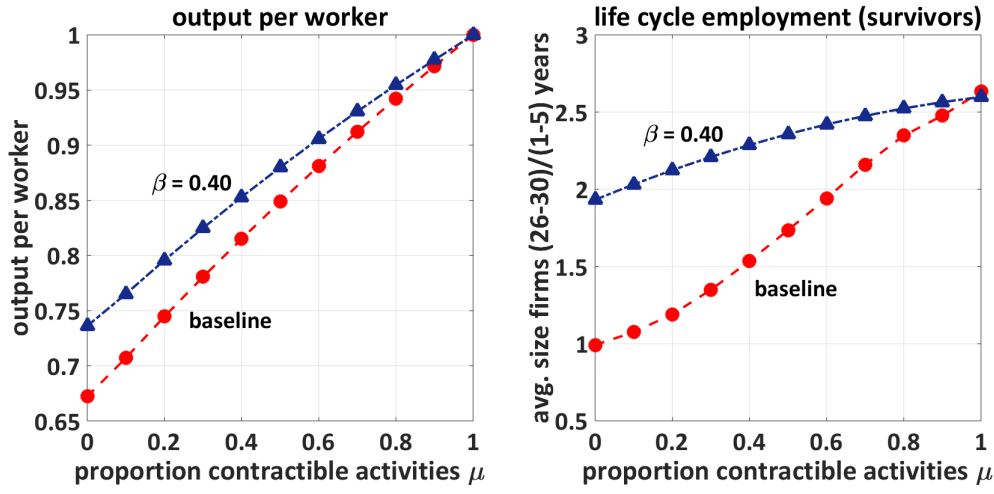 output per worker
output per worker
1
0.95
0.9
0.85
0.8
0.75
0.7
0.65
β = 0.40
baseline
0 0.2 0.4 0.6 0.8 1
proportion contractible activities μ
life cycle employment (survivors)
avg. size firms (26-30)/(1-5) years
3
2.5
2
1.5
1
0.5
β = 0.40
baseline
0 0.2 0.4 0.6 0.8 1
proportion contractible activities μ